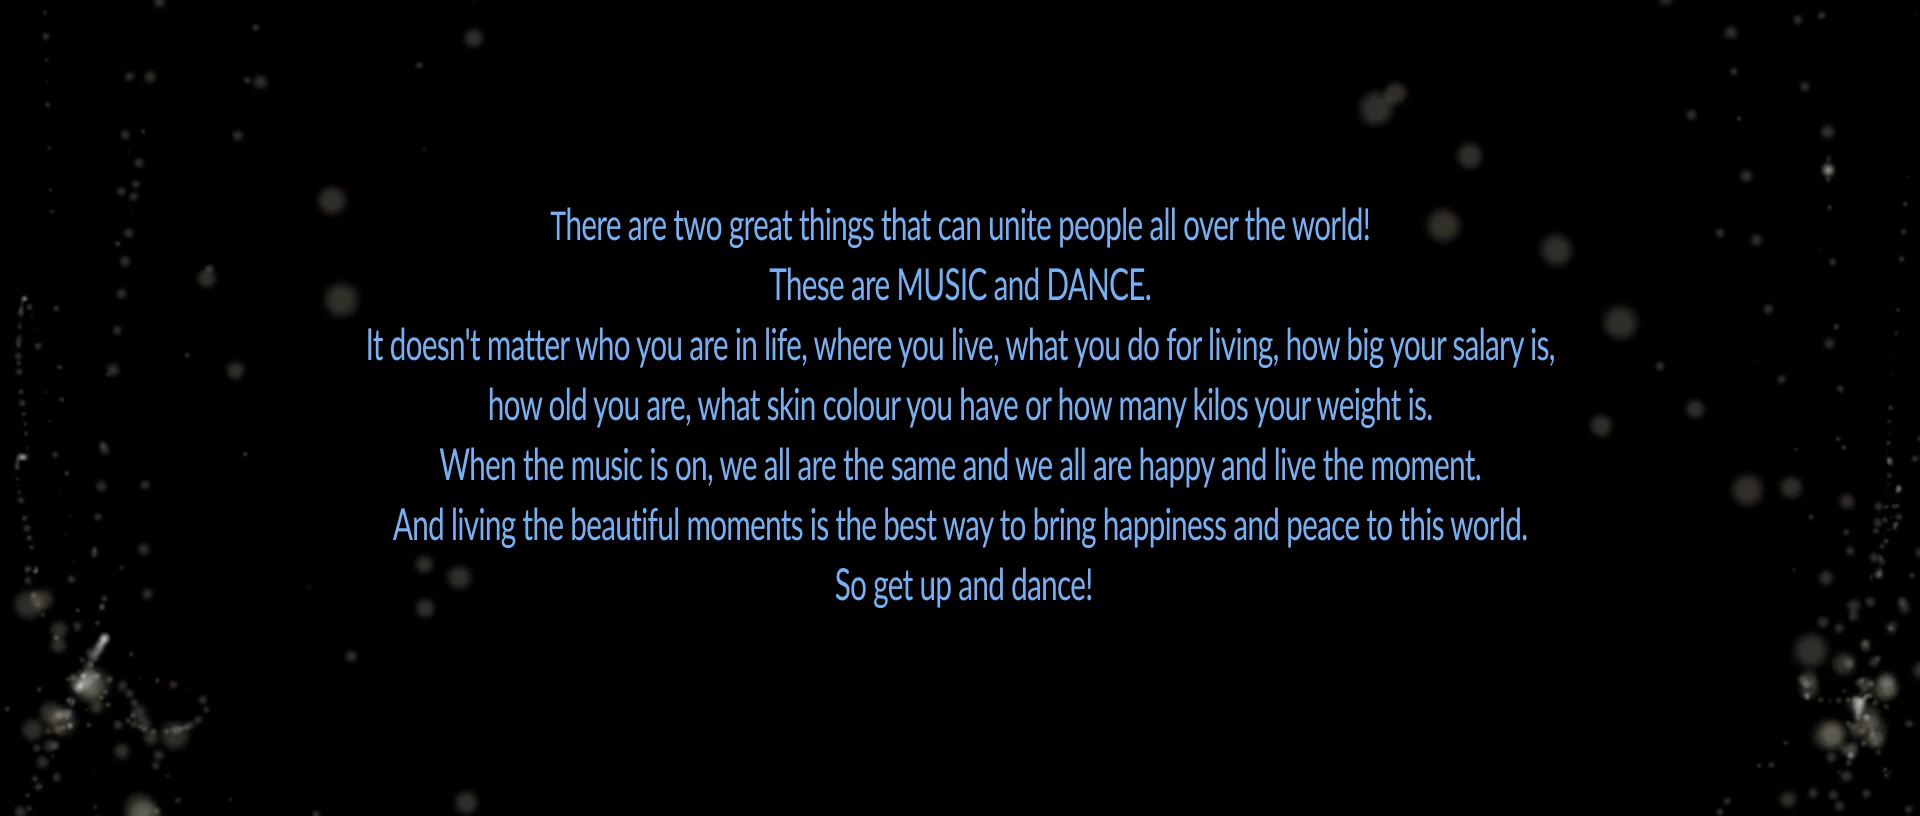 There are two great things that can unite people all over the world!
These are MUSIC and DANCE.
It doesn't matter who you are in life, where you live, what you do for living, how big your salary is,
how old you are, what skin colour you have or how many kilos your weight is.
When the music is on, we all are the same and we all are happy and live the moment.
And living the beautiful moments is the best way to bring happiness and peace to this world.
So get up and dance!